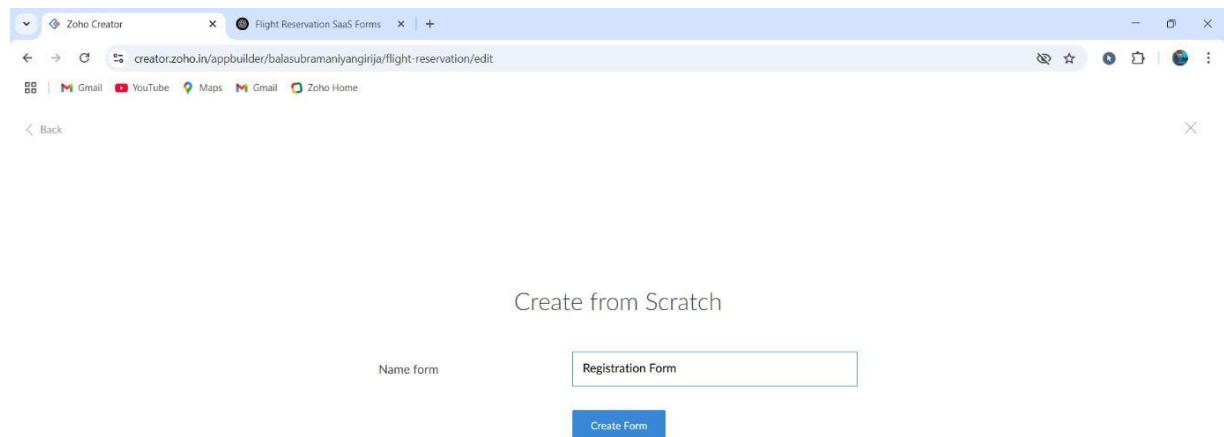 Zoho Creator
Flight Reservation SaaS Forms
creator.zoho.in/appbuilder/balasubramaniyangirija/flight-reservation/edit
Gmail YouTube Maps Gmail Zoho Home
Back
Create from Scratch
Name form Registration Form
Create Form